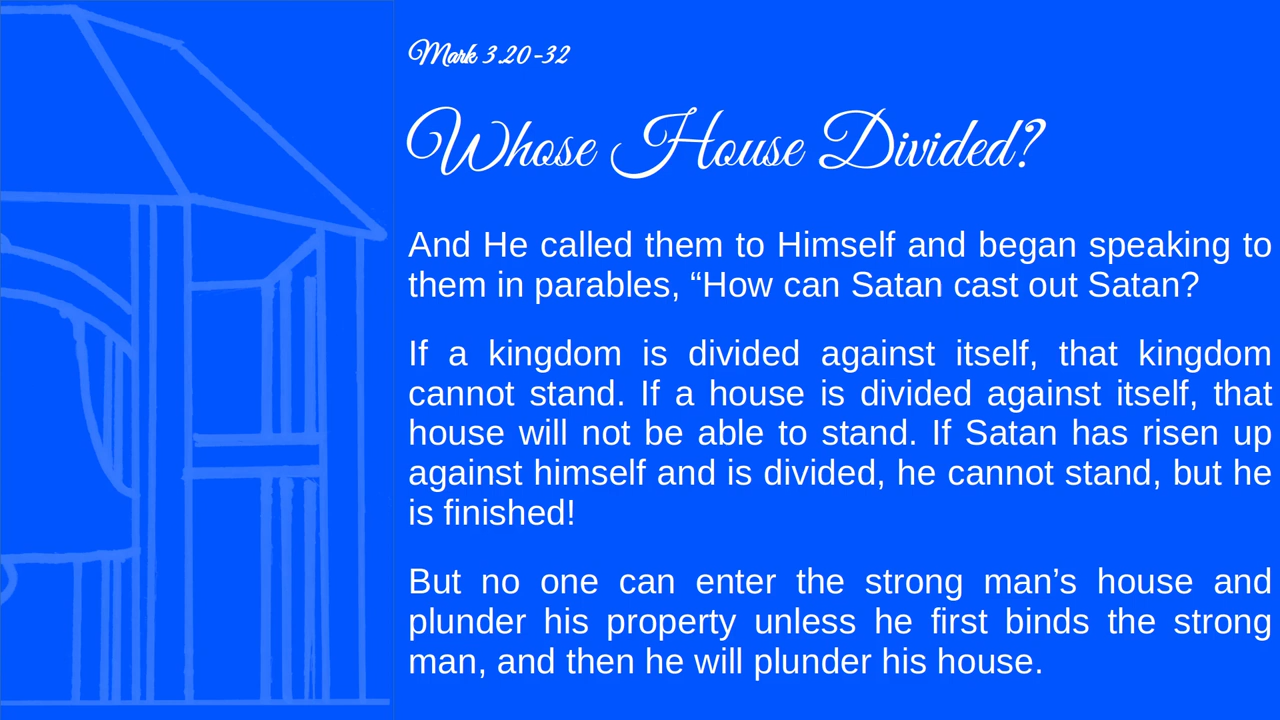 Mark 3.20-32
Whose House Divided?
And He called them to Himself and began speaking to
them in parables, “How can Satan cast out Satan?
If a kingdom is divided against itself, that kingdom
cannot stand. If a house is divided against itself, that
house will not be able to stand. If Satan has risen up
against himself and is divided, he cannot stand, but he
is finished!
But no one can enter the strong man’s house and
plunder his property unless he first binds the strong
man, and then he will plunder his house.